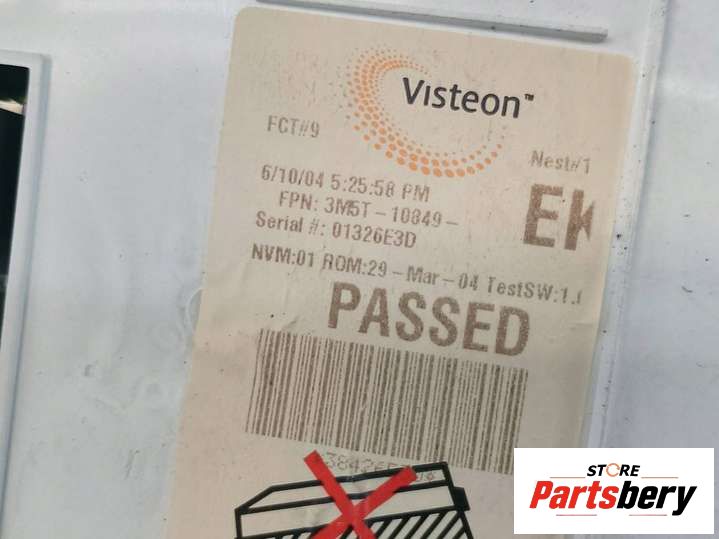 Visteon™
FCT#9
Nest#1
6/10/04 5:25:58 PM
FPN: 3M5T-10849-
EK
Serial #: 01326E3D
NVM:01 ROM:29-Mar-04 TestSW:1.
PASSED
STORE
Partsbery